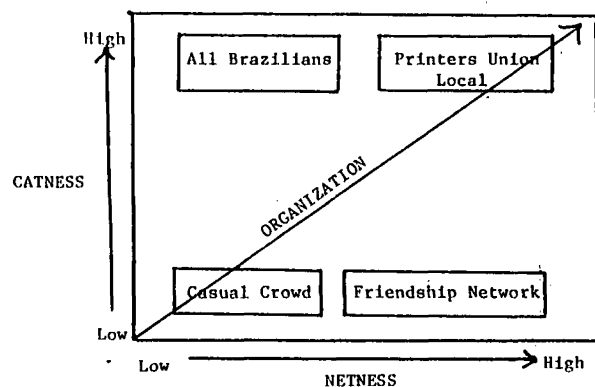 High
All Brazilians
Printers Union
Local
CATNESS
ORGANIZATION
Casual Crowd
Friendship Network
Low
Low
High
NETNESS